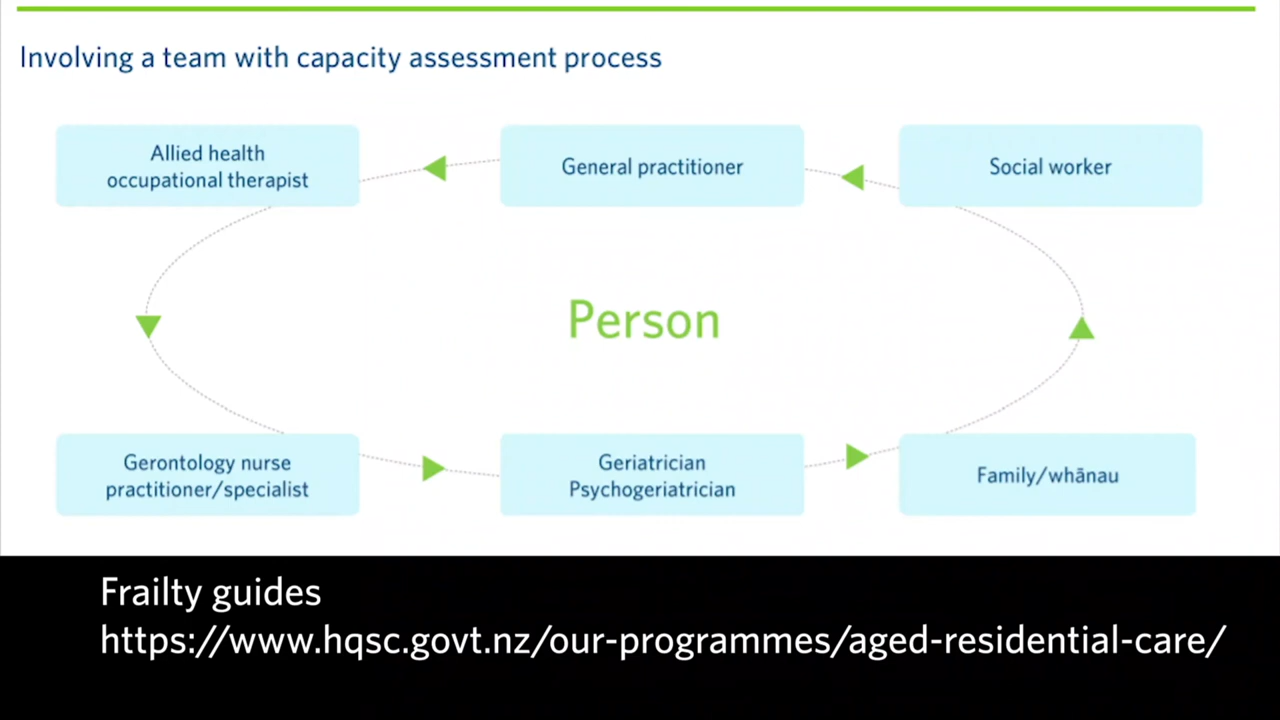 Involving a team with capacity assessment process
Allied health
occupational therapist
General practitioner
Social worker
Person
Gerontology nurse
practitioner/specialist
Geriatrician
Psychogeriatrician
Family/whānau
Frailty guides
https://www.hqsc.govt.nz/our-programmes/aged-residential-care/